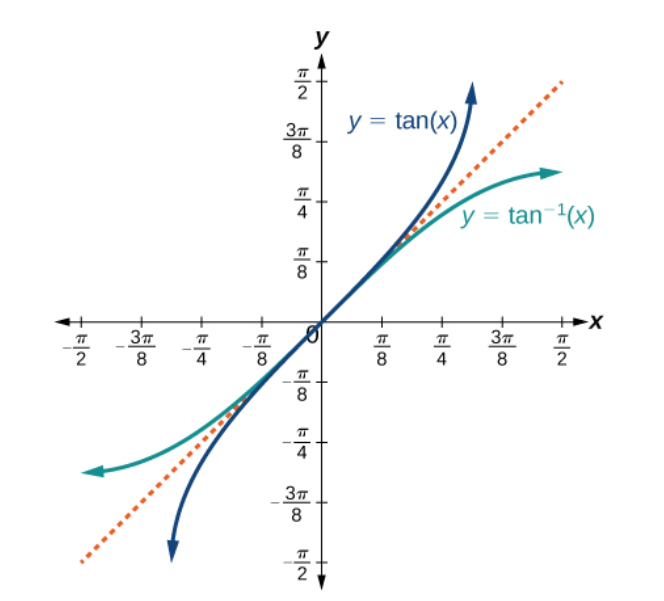 y
π/2
y = tan(x)
3π/8
π/4
y = tan⁻¹(x)
π/8
0
x
-π/2 -3π/8 -π/4 -π/8 π/8 π/4 3π/8 π/2
-π/8
-π/4
-3π/8
-π/2